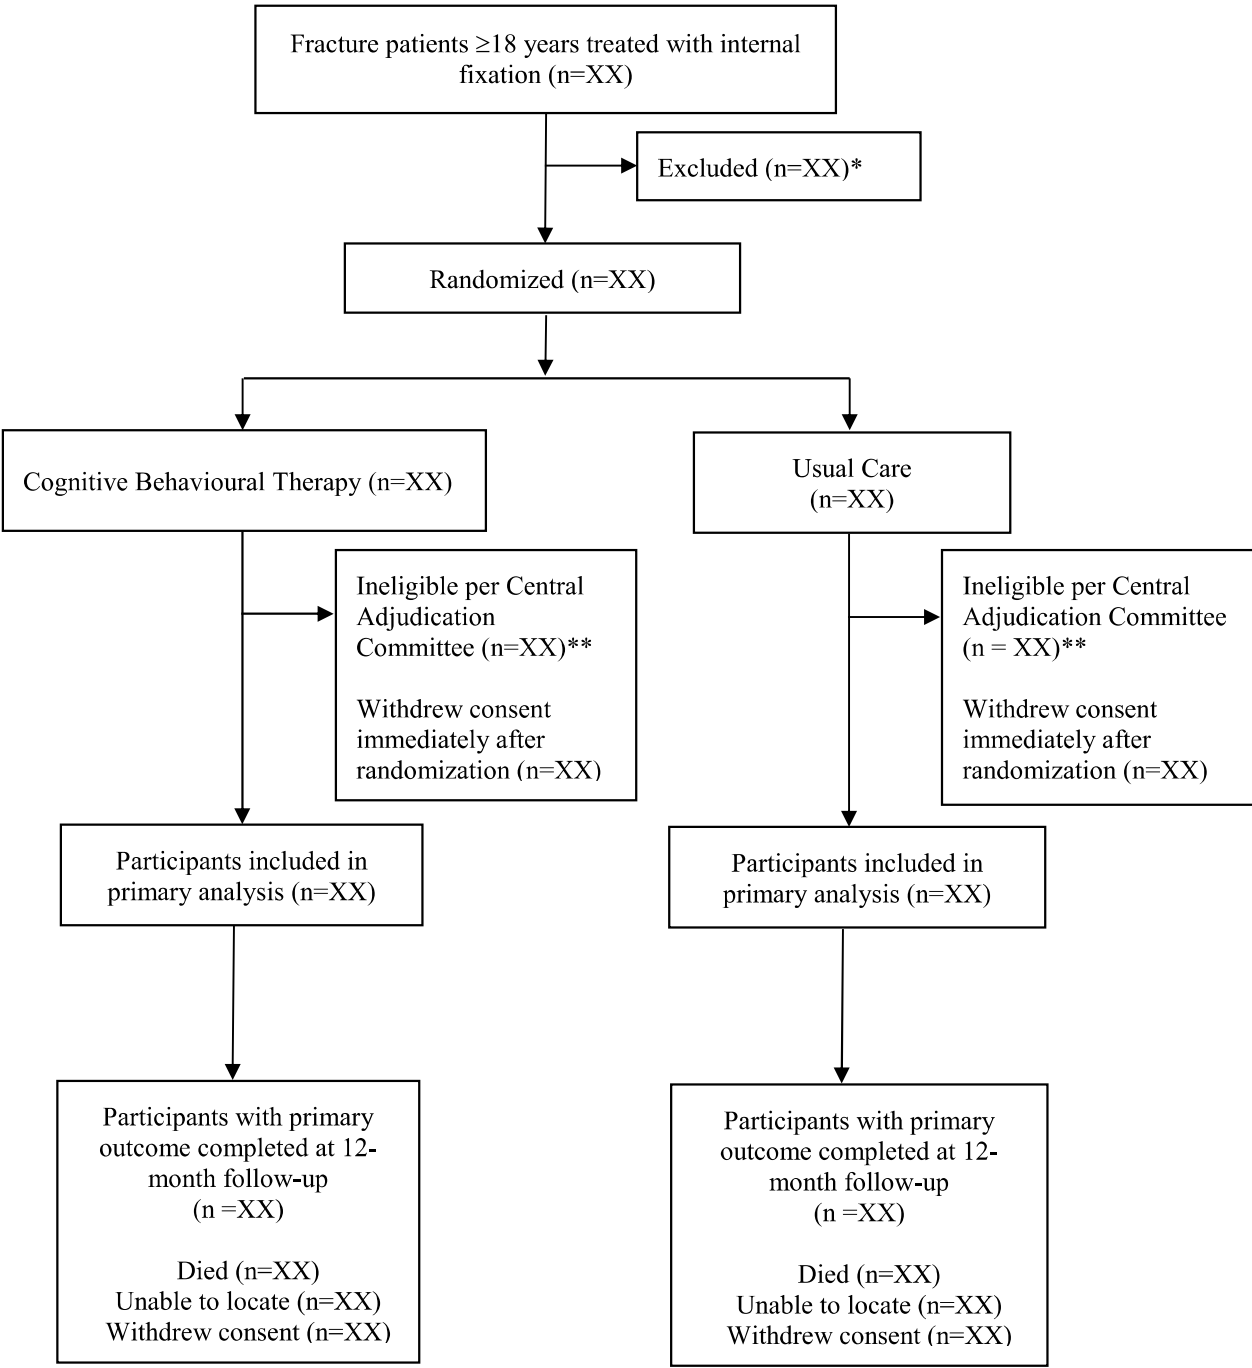 Fracture patients ≥18 years treated with internal
fixation (n=XX)
Excluded (n=XX)*
Randomized (n=XX)
Cognitive Behavioural Therapy (n=XX)
Usual Care
(n=XX)
Ineligible per Central
Adjudication
Committee (n=XX)**
Withdrew consent
immediately after
randomization (n=XX)
Ineligible per Central
Adjudication Committee
(n = XX)**
Withdrew consent
immediately after
randomization (n=XX)
Participants included in
primary analysis (n=XX)
Participants included in
primary analysis (n=XX)
Participants with primary
outcome completed at 12-
month follow-up
(n =XX)
Died (n=XX)
Unable to locate (n=XX)
Withdrew consent (n=XX)
Participants with primary
outcome completed at 12-
month follow-up
(n =XX)
Died (n=XX)
Unable to locate (n=XX)
Withdrew consent (n=XX)